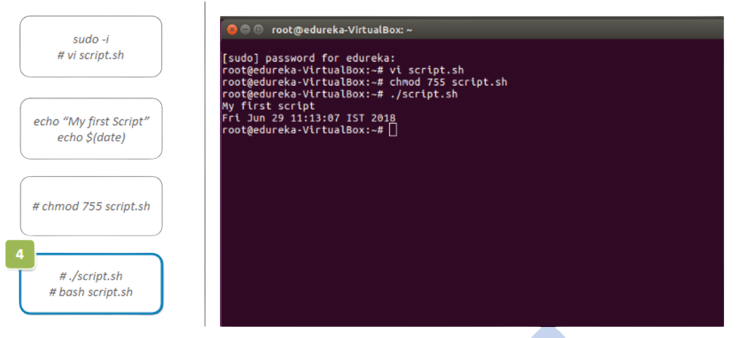 sudo -i
# vi script.sh
echo “My first Script”
echo $(date)
# chmod 755 script.sh
4
# ./script.sh
# bash script.sh
root@edureka-VirtualBox: ~
[sudo] password for edureka:
root@edureka-VirtualBox:~# vi script.sh
root@edureka-VirtualBox:~# chmod 755 script.sh
root@edureka-VirtualBox:~# ./script.sh
My first script
Fri Jun 29 11:13:07 IST 2018
root@edureka-VirtualBox:~#